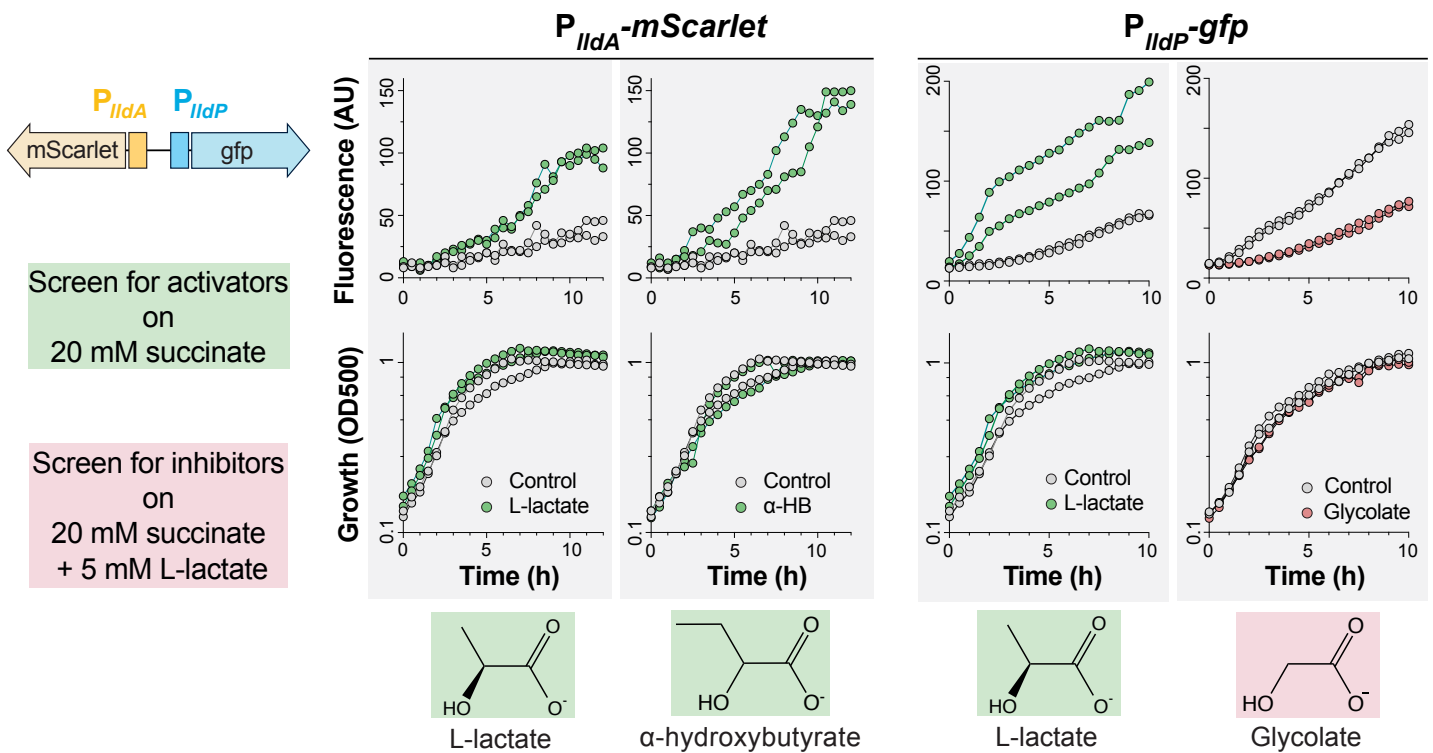 P_lldA-mScarlet
P_lldP-gfp
P_lldA
P_lldP
mScarlet
gfp
Screen for activators
on
20 mM succinate
Screen for inhibitors
on
20 mM succinate
+ 5 mM L-lactate
Fluorescence (AU)
150
100
50
0
0
5
10
150
100
50
0
0
5
10
200
100
0
0
5
10
200
100
0
0
5
10
Growth (OD500)
1
0.1
Control
L-lactate
0
5
10
1
0.1
Control
α-HB
0
5
10
1
0.1
Control
L-lactate
0
5
10
1
0.1
Control
Glycolate
0
5
10
Time (h)
Time (h)
Time (h)
Time (h)
O
HO
O-
L-lactate
O
HO
O-
α-hydroxybutyrate
O
HO
O-
L-lactate
O
HO
O-
Glycolate